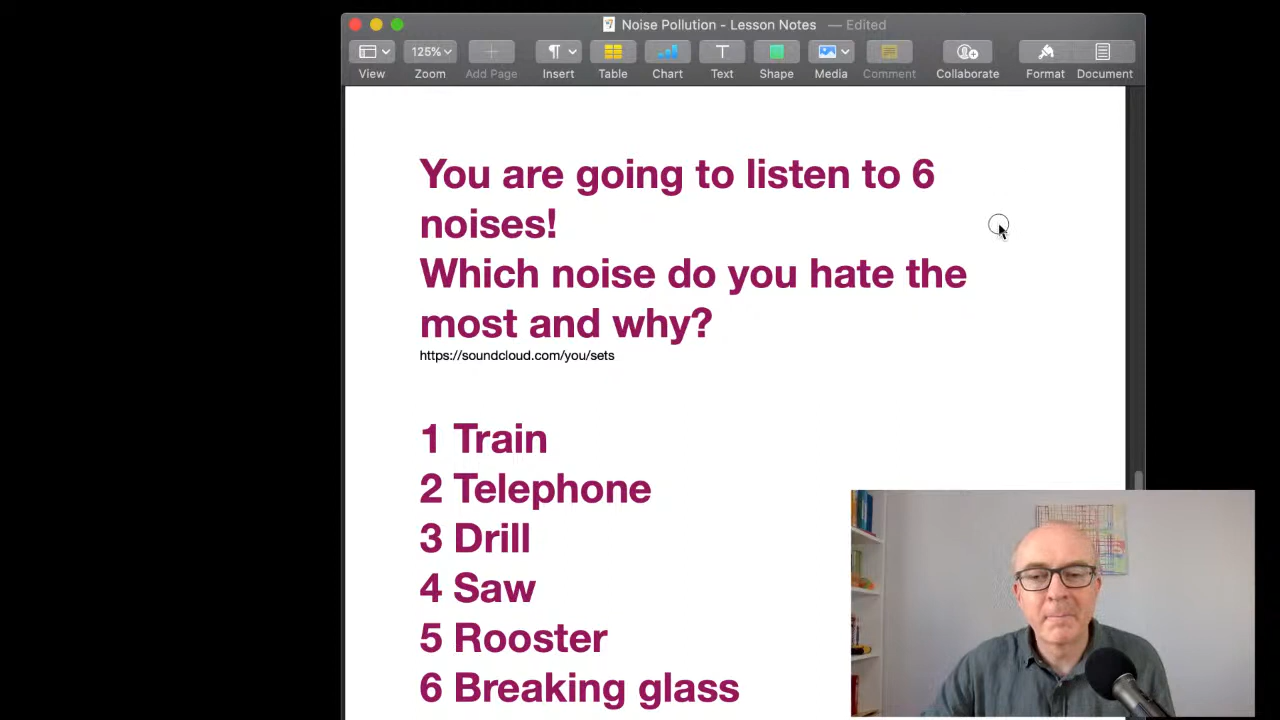 Noise Pollution - Lesson Notes — Edited
125%
View Zoom Add Page Insert Table Chart Text Shape Media Comment Collaborate Format Document
You are going to listen to 6
noises!
Which noise do you hate the
most and why?
https://soundcloud.com/you/sets
1 Train
2 Telephone
3 Drill
4 Saw
5 Rooster
6 Breaking glass